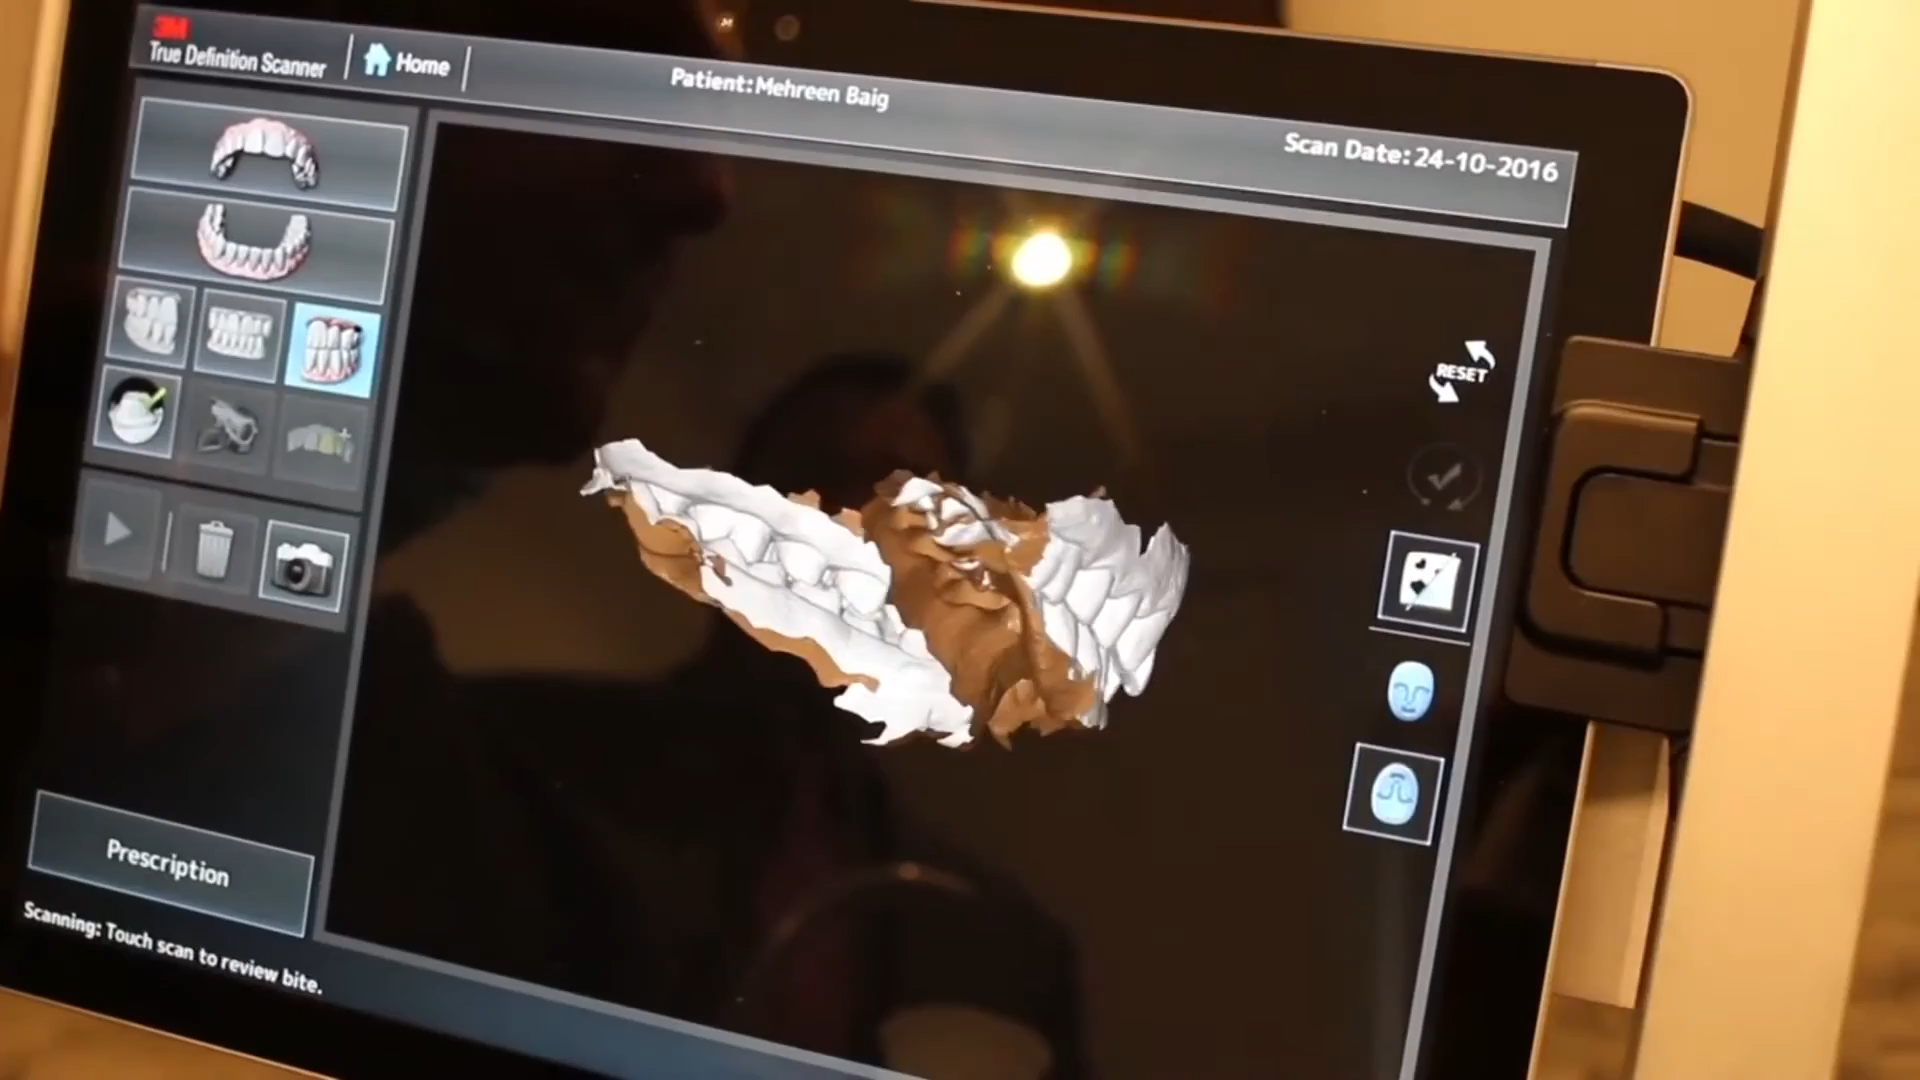 3M
True Definition Scanner
Home
Patient: Mehreen Baig
Scan Date: 24-10-2016
RESET
Prescription
Scanning: Touch scan to review bite.